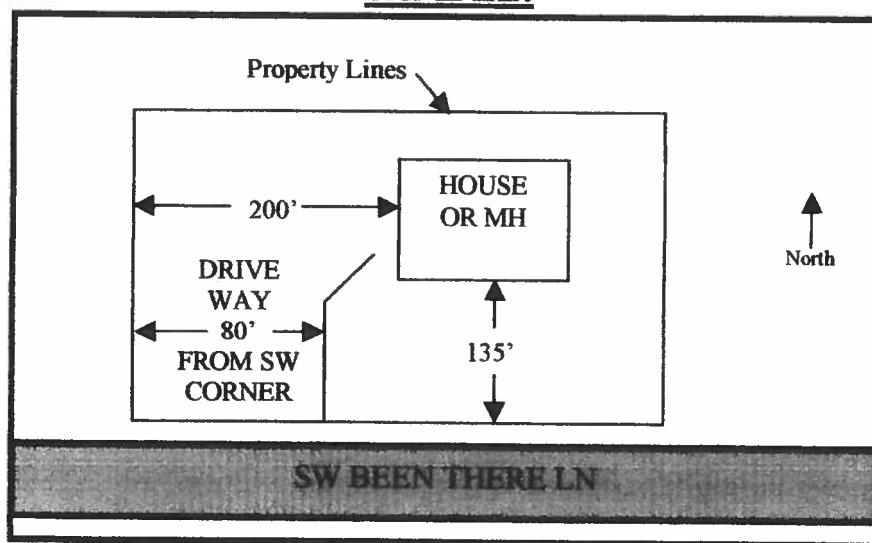 Property Lines
HOUSE
OR MH
200’
North
DRIVE
WAY
80’
FROM SW
CORNER
135’
SW BEEN THERE LN